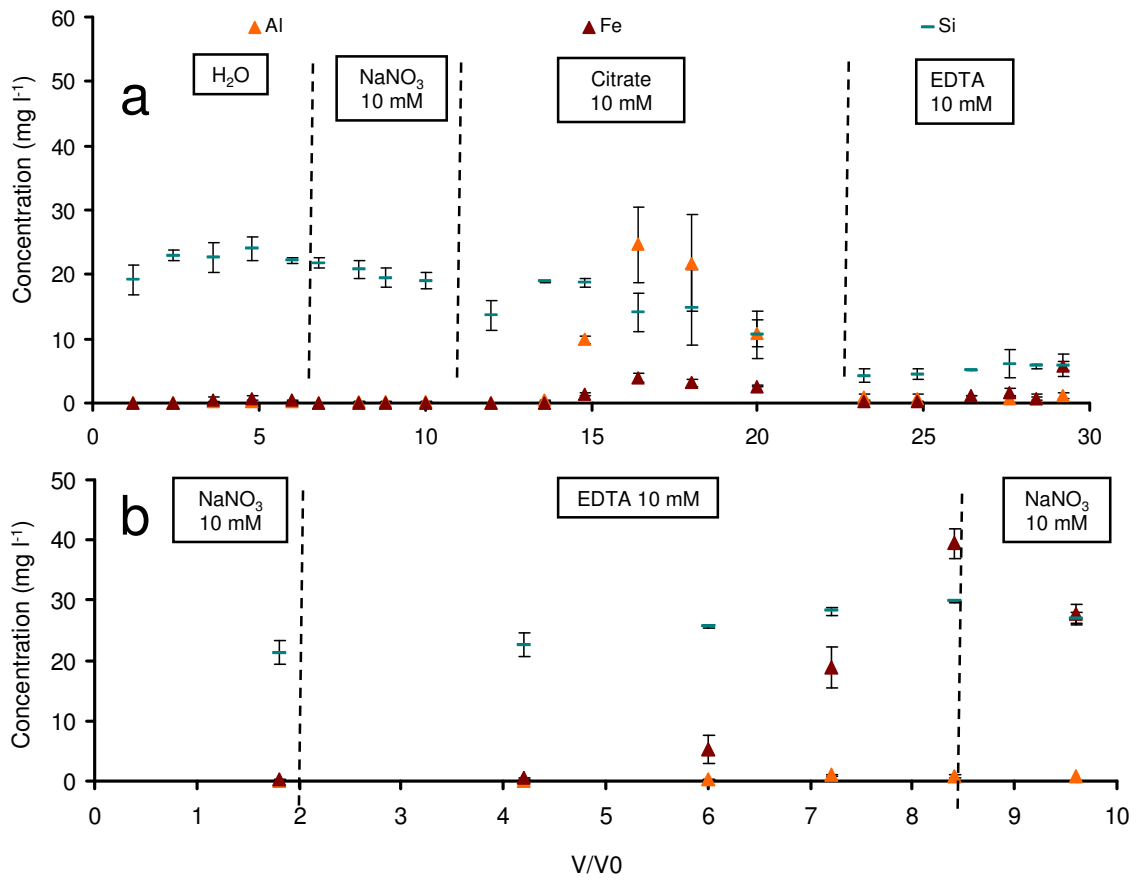 Al Fe Si
60
50
40
30
20
10
0
Concentration (mg l⁻¹)
a
H₂O
NaNO₃
10 mM
Citrate
10 mM
EDTA
10 mM
0 5 10 15 20 25 30
50
40
30
20
10
0
Concentration (mg l⁻¹)
b
NaNO₃
10 mM
EDTA 10 mM
NaNO₃
10 mM
0 1 2 3 4 5 6 7 8 9 10
V/V0